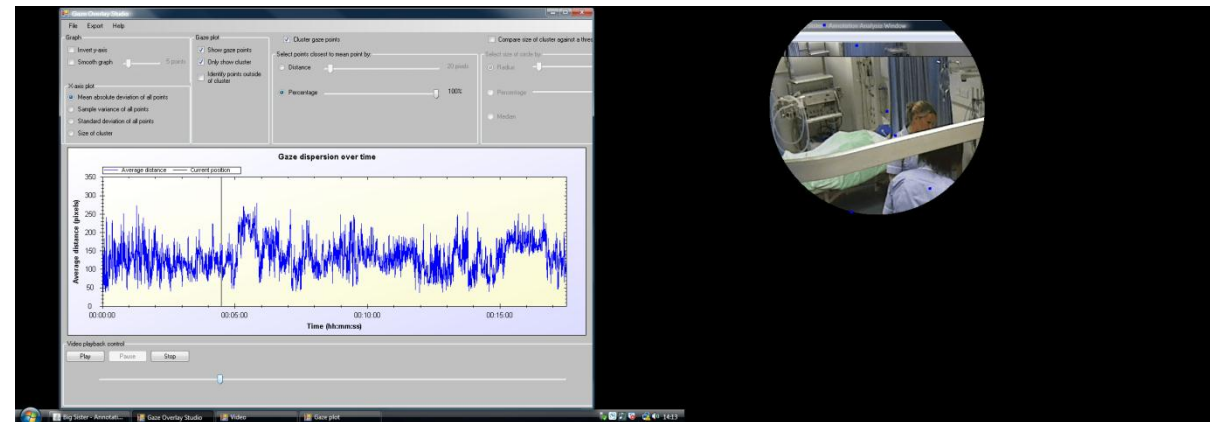 Gaze Overlay Studio
File Export Help
Graph
Invert y-axis
Smooth graph 5 points
X-axis plot
Mean absolute deviation of all points
Sample variance of all points
Standard deviation of all points
Size of cluster
Gaze plot
Show gaze points
Only show cluster
Identify points outside
of cluster
Cluster gaze points
Select points closest to mean point by:
Distance 20 pixels
Percentage 100%
Compare size of cluster against a thres
Select size of circle by:
Radius
Percentage
Median
Gaze dispersion over time
Average distance Current position
Average distance (pixels)
350
300
250
200
150
100
50
0
00:00:00 00:05:00 00:10:00 00:15:00
Time (hh:mm:ss)
Video playback control
Play Pause Stop
Big Sister - Annotati... Gaze Overlay Studio Video Gaze plot 14:13
Annotation Analysis Window